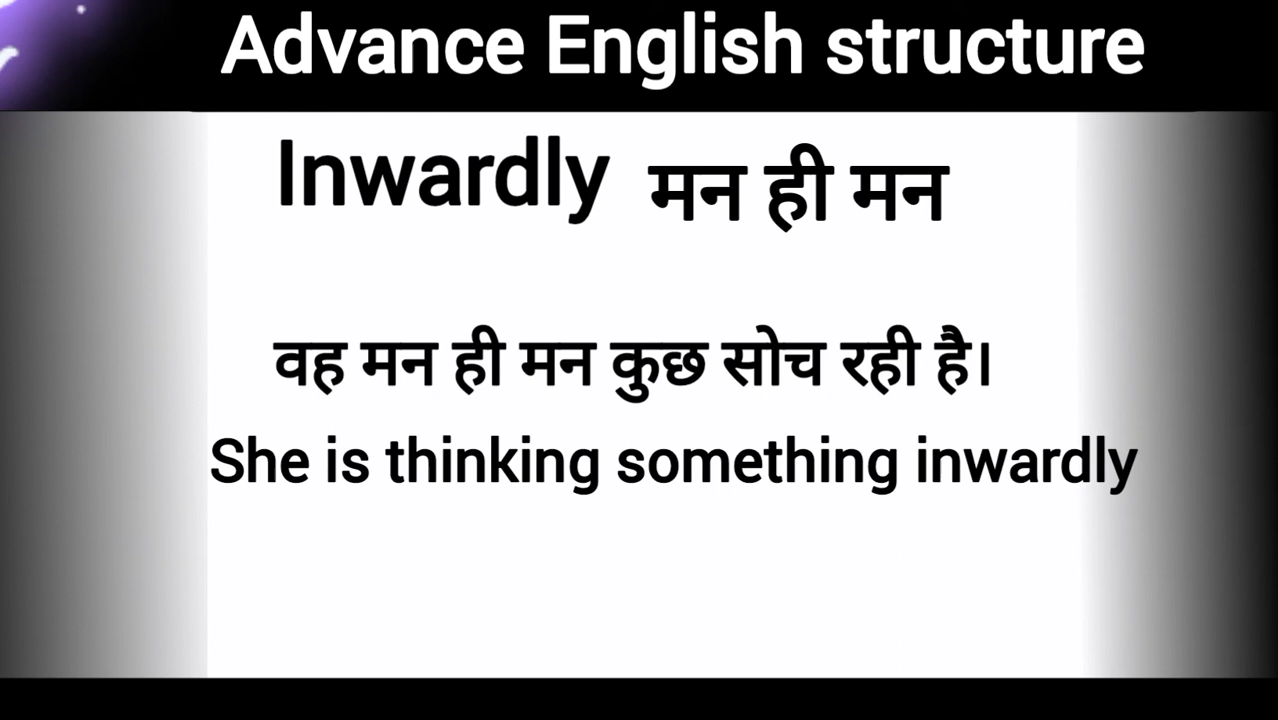 Advance English structure
Inwardly मन ही मन
वह मन ही मन कुछ सोच रही है।
She is thinking something inwardly